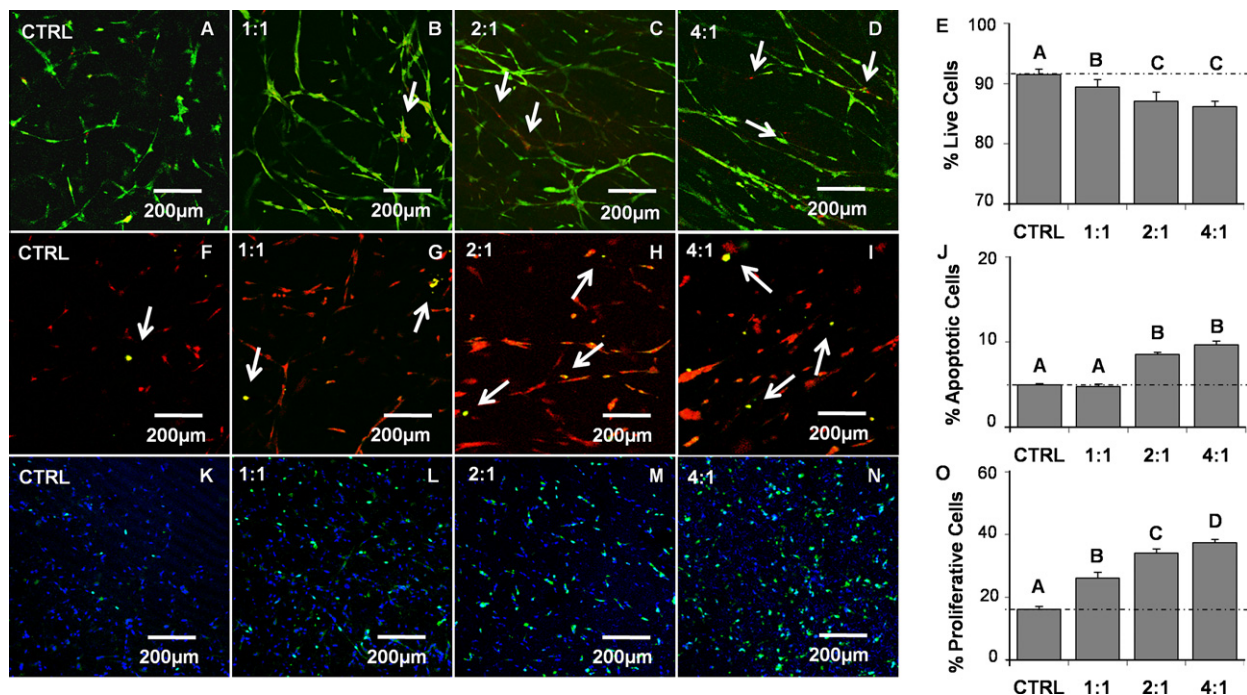 CTRL A
1:1 B
2:1 C
4:1 D
200µm 200µm 200µm 200µm
E
% Live Cells
100
90
80
70
A B C C
CTRL 1:1 2:1 4:1
CTRL F
1:1 G
2:1 H
4:1 I
200µm 200µm 200µm 200µm
J
% Apoptotic Cells
20
10
0
A A B B
CTRL 1:1 2:1 4:1
CTRL K
1:1 L
2:1 M
4:1 N
200µm 200µm 200µm 200µm
O
% Proliferative Cells
60
40
20
0
A B C D
CTRL 1:1 2:1 4:1